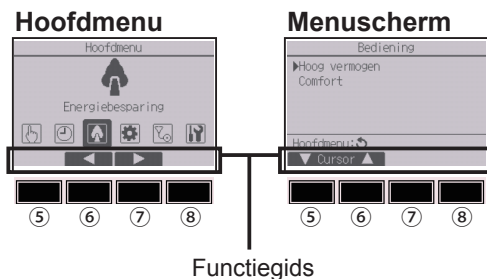 Hoofdmenu
Hoofdmenu
Energiebesparing
⑤ ⑥ ⑦ ⑧
Menuscherm
Bediening
Hoog vermogen
Comfort
Hoofdmenu:
▼ Cursor ▲
⑤ ⑥ ⑦ ⑧
Functiegids